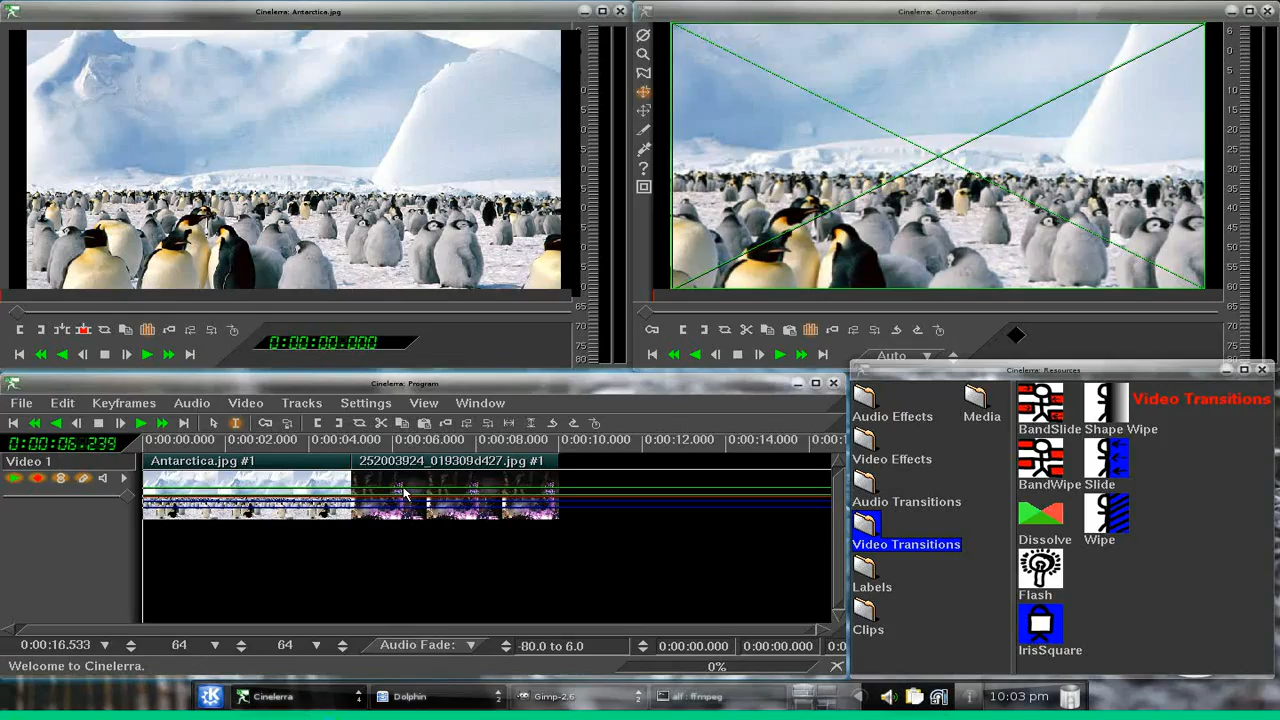 Cinelerra: Antarctica.jpg
Cinelerra: Compositor
0:00:00.000
Auto
Cinelerra: Program
Cinelerra: Resources
File Edit Keyframes Audio Video Tracks Settings View Window
0:00:06.239
0:00:00.000 0:00:02.000 0:00:04.000 0:00:06.000 0:00:08.000 0:00:10.000 0:00:12.000 0:00:14.000
Video 1
Antarctica.jpg #1
252003924_019309d427.jpg #1
0:00:16.533 64 64 Audio Fade: -80.0 to 6.0 0:00:00.000 0:00:00.000
Welcome to Cinelerra.
0%
Audio Effects
Media
Video Effects
Audio Transitions
Video Transitions
Labels
Clips
Video Transitions
BandSlide Shape Wipe
BandWipe Slide
Dissolve Wipe
Flash
IrisSquare
Cinelerra 4
Dolphin 2
Gimp-2.6 2
alf : ffmpeg
10:03 pm